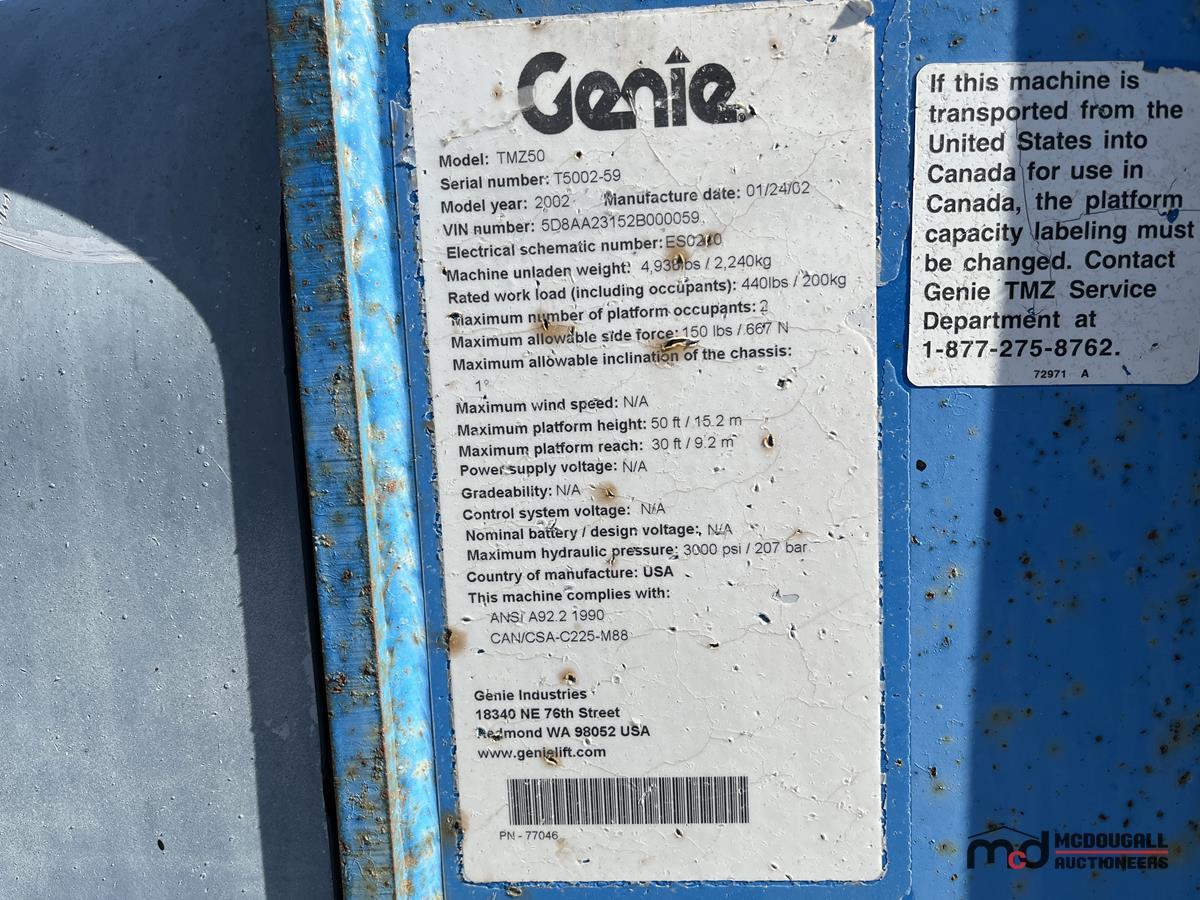 Genie
Model: TMZ50
Serial number: T5002-59
Model year: 2002 Manufacture date: 01/24/02
VIN number: 5D8AA23152B000059
Electrical schematic number:
Machine unladen weight: 4,938lbs / 2,240kg
Rated work load (including occupants): 440lbs / 200kg
Maximum number of platform occupants: 2
Maximum allowable side force: 150 lbs / 667 N
Maximum allowable inclination of the chassis:
1°
Maximum wind speed: N/A
Maximum platform height: 50 ft / 15.2 m
Maximum platform reach: 30 ft / 9.2 m
Power supply voltage: N/A
Gradeability: N/A
Control system voltage: N/A
Nominal battery / design voltage: N/A
Maximum hydraulic pressure: 3000 psi / 207 bar
Country of manufacture: USA
This machine complies with:
ANSI A92.2 1990
CAN/CSA-C225-M88
Genie Industries
18340 NE 76th Street
Redmond WA 98052 USA
www.genielift.com
PN - 77046
If this machine is
transported from the
United States into
Canada for use in
Canada, the platform
capacity labeling must
be changed. Contact
Genie TMZ Service
Department at
1-877-275-8762.
72971 A
mcd MCDOUGALL
AUCTIONEERS